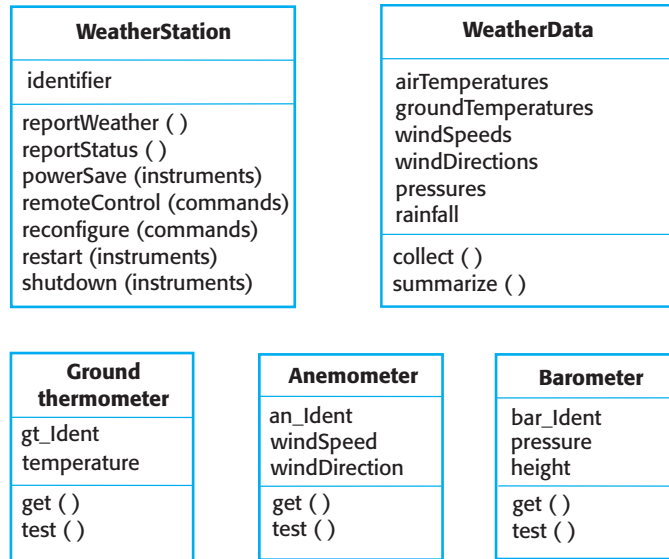 WeatherStation
identifier
reportWeather ( )
reportStatus ( )
powerSave (instruments)
remoteControl (commands)
reconfigure (commands)
restart (instruments)
shutdown (instruments)
WeatherData
airTemperatures
groundTemperatures
windSpeeds
windDirections
pressures
rainfall
collect ( )
summarize ( )
Ground
thermometer
gt_Ident
temperature
get ( )
test ( )
Anemometer
an_Ident
windSpeed
windDirection
get ( )
test ( )
Barometer
bar_Ident
pressure
height
get ( )
test ( )